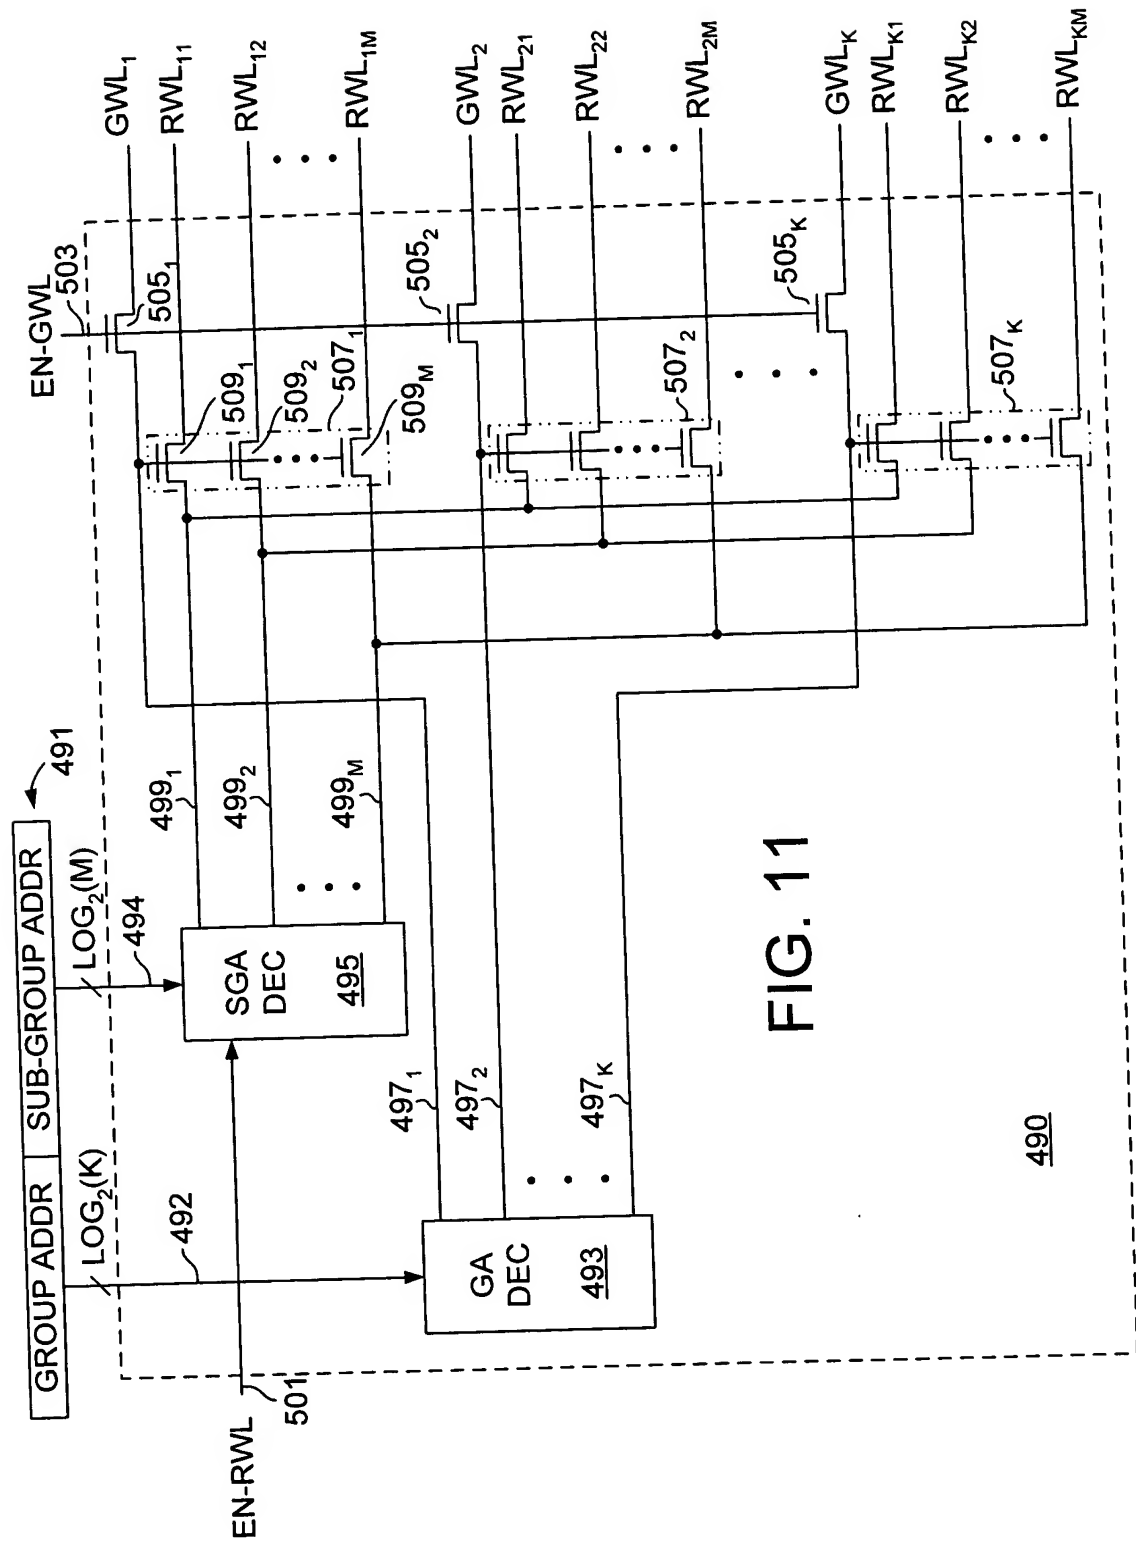 GROUP ADDR | SUB-GROUP ADDR
491
LOG₂(K)
LOG₂(M)
492
494
EN-RWL
501
EN-GWL
503
SGA
DEC
495
GA
DEC
493
499₁
499₂
499M
497₁
497₂
497K
505₁
505₂
505K
509₁
509₂
509M
507₁
507₂
507K
GWL₁
RWL₁₁
RWL₁₂
RWL₁M
GWL₂
RWL₂₁
RWL₂₂
RWL₂M
GWLK
RWLK₁
RWLK₂
RWLKM
490
FIG. 11